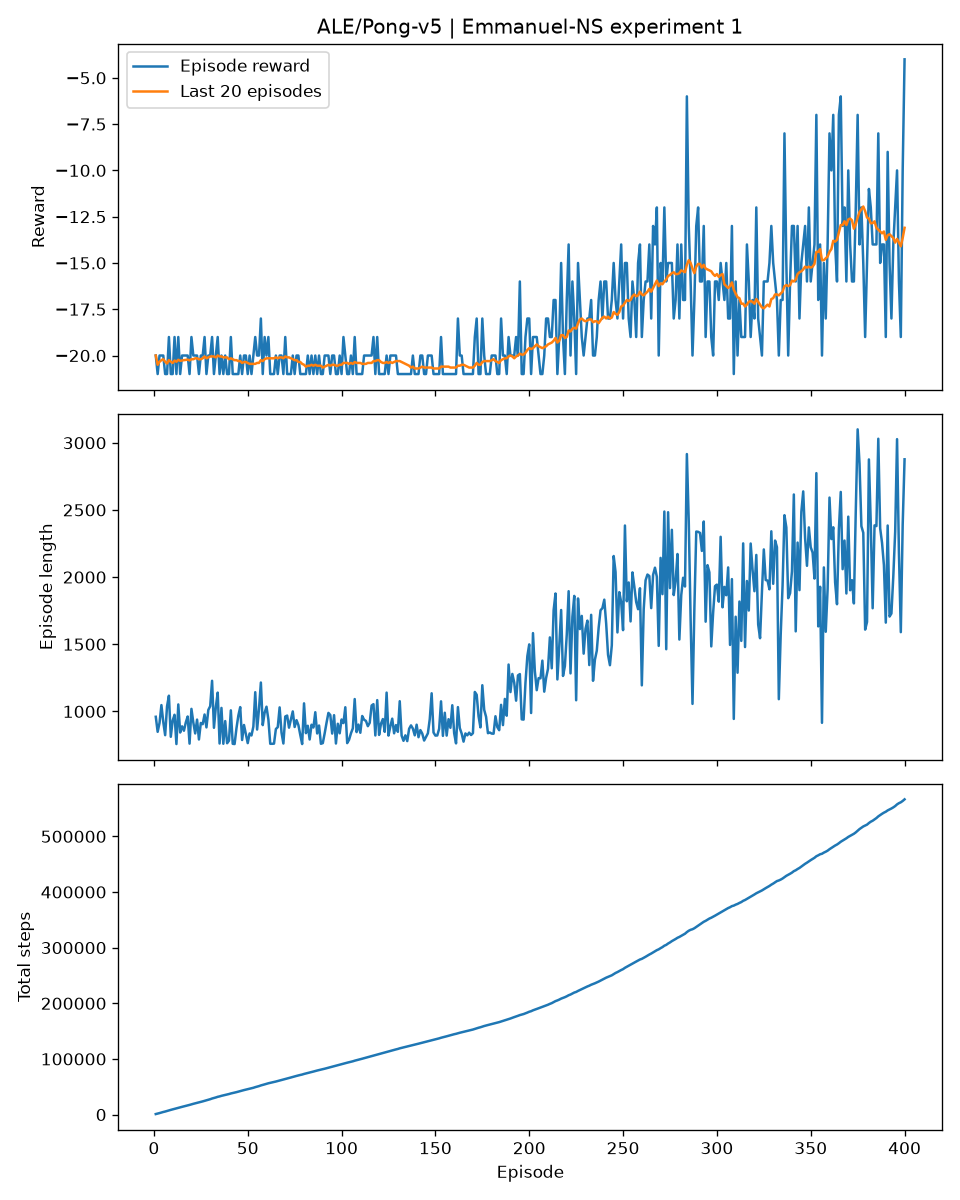 ALE/Pong-v5 | Emmanuel-NS experiment 1
Episode reward
Last 20 episodes
−5.0
−7.5
−10.0
−12.5
−15.0
−17.5
−20.0
Reward
3000
2500
2000
1500
1000
Episode length
500000
400000
300000
200000
100000
0
Total steps
0 50 100 150 200 250 300 350 400
Episode